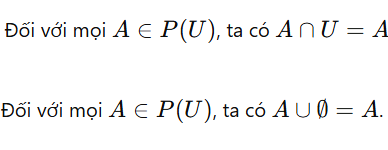 Đối với mọi A ∈ P(U), ta có A ∩ U = A
Đối với mọi A ∈ P(U), ta có A ∪ ∅ = A.